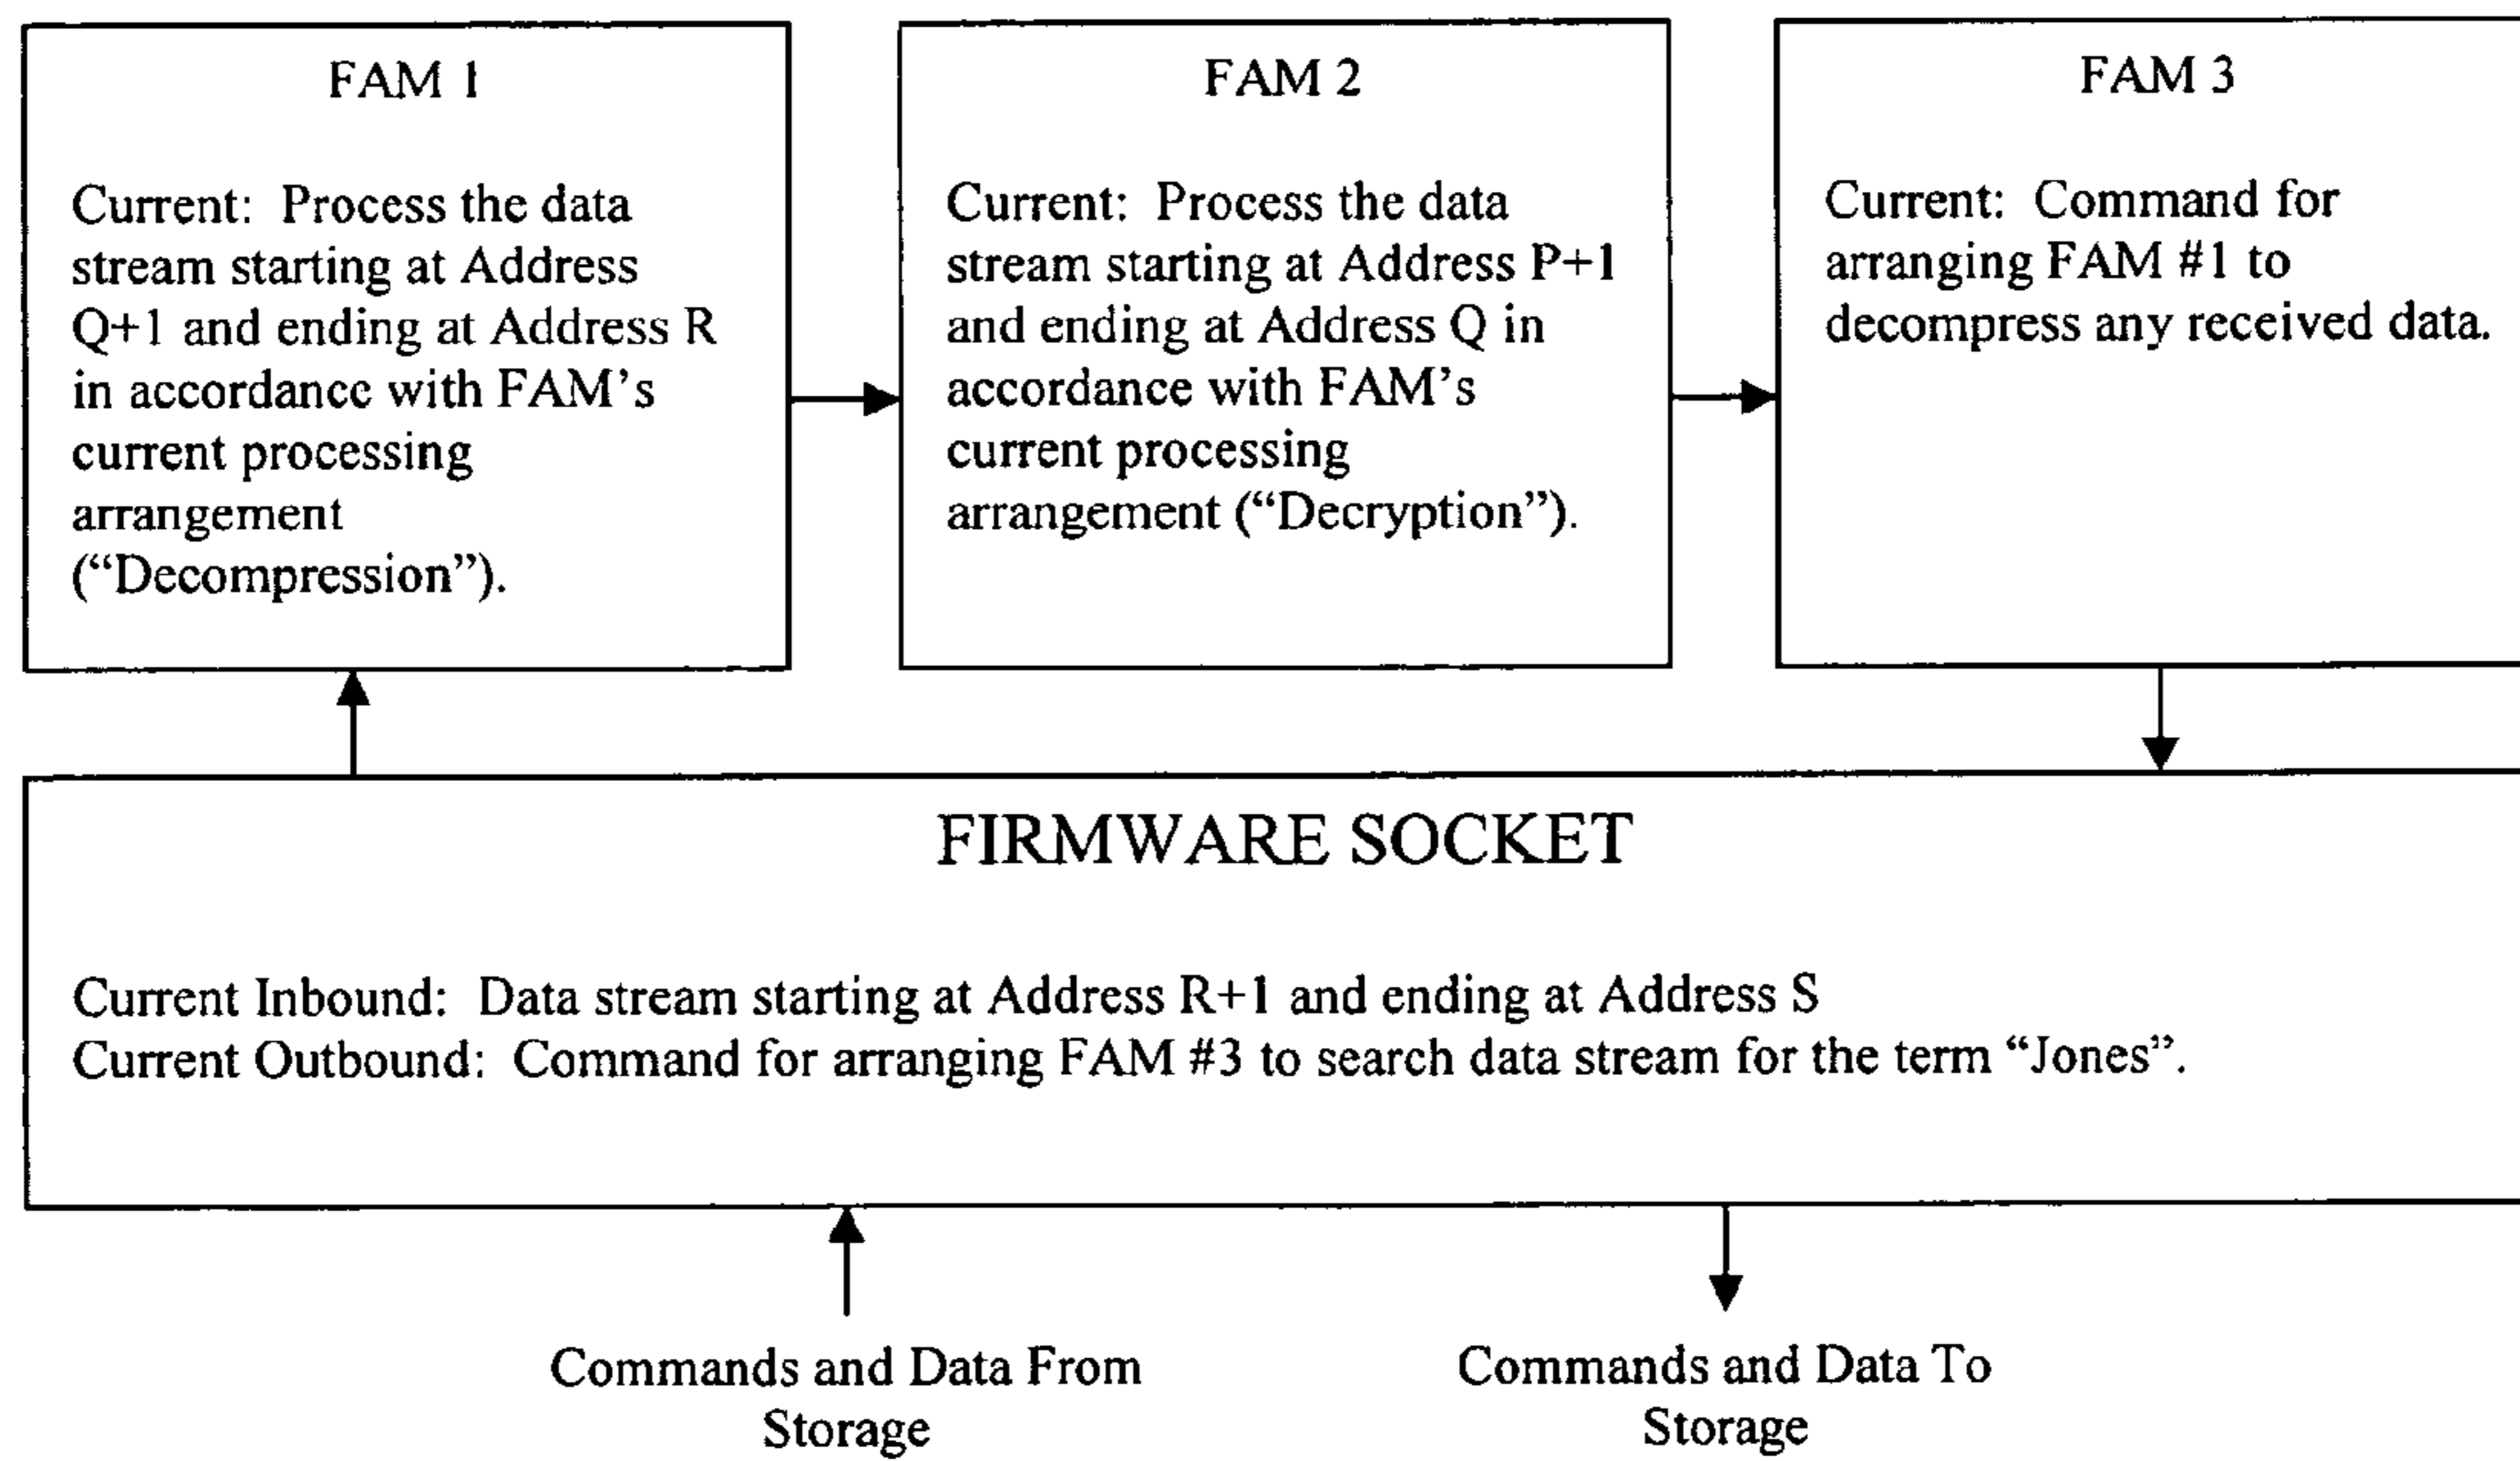 FAM 1
Current: Process the data
stream starting at Address
Q+1 and ending at Address R
in accordance with FAM's
current processing
arrangement
("Decompression").
FAM 2
Current: Process the data
stream starting at Address P+1
and ending at Address Q in
accordance with FAM's
current processing
arrangement ("Decryption").
FAM 3
Current: Command for
arranging FAM #1 to
decompress any received data.
FIRMWARE SOCKET
Current Inbound: Data stream starting at Address R+1 and ending at Address S
Current Outbound: Command for arranging FAM #3 to search data stream for the term "Jones".
Commands and Data From
Storage
Commands and Data To
Storage